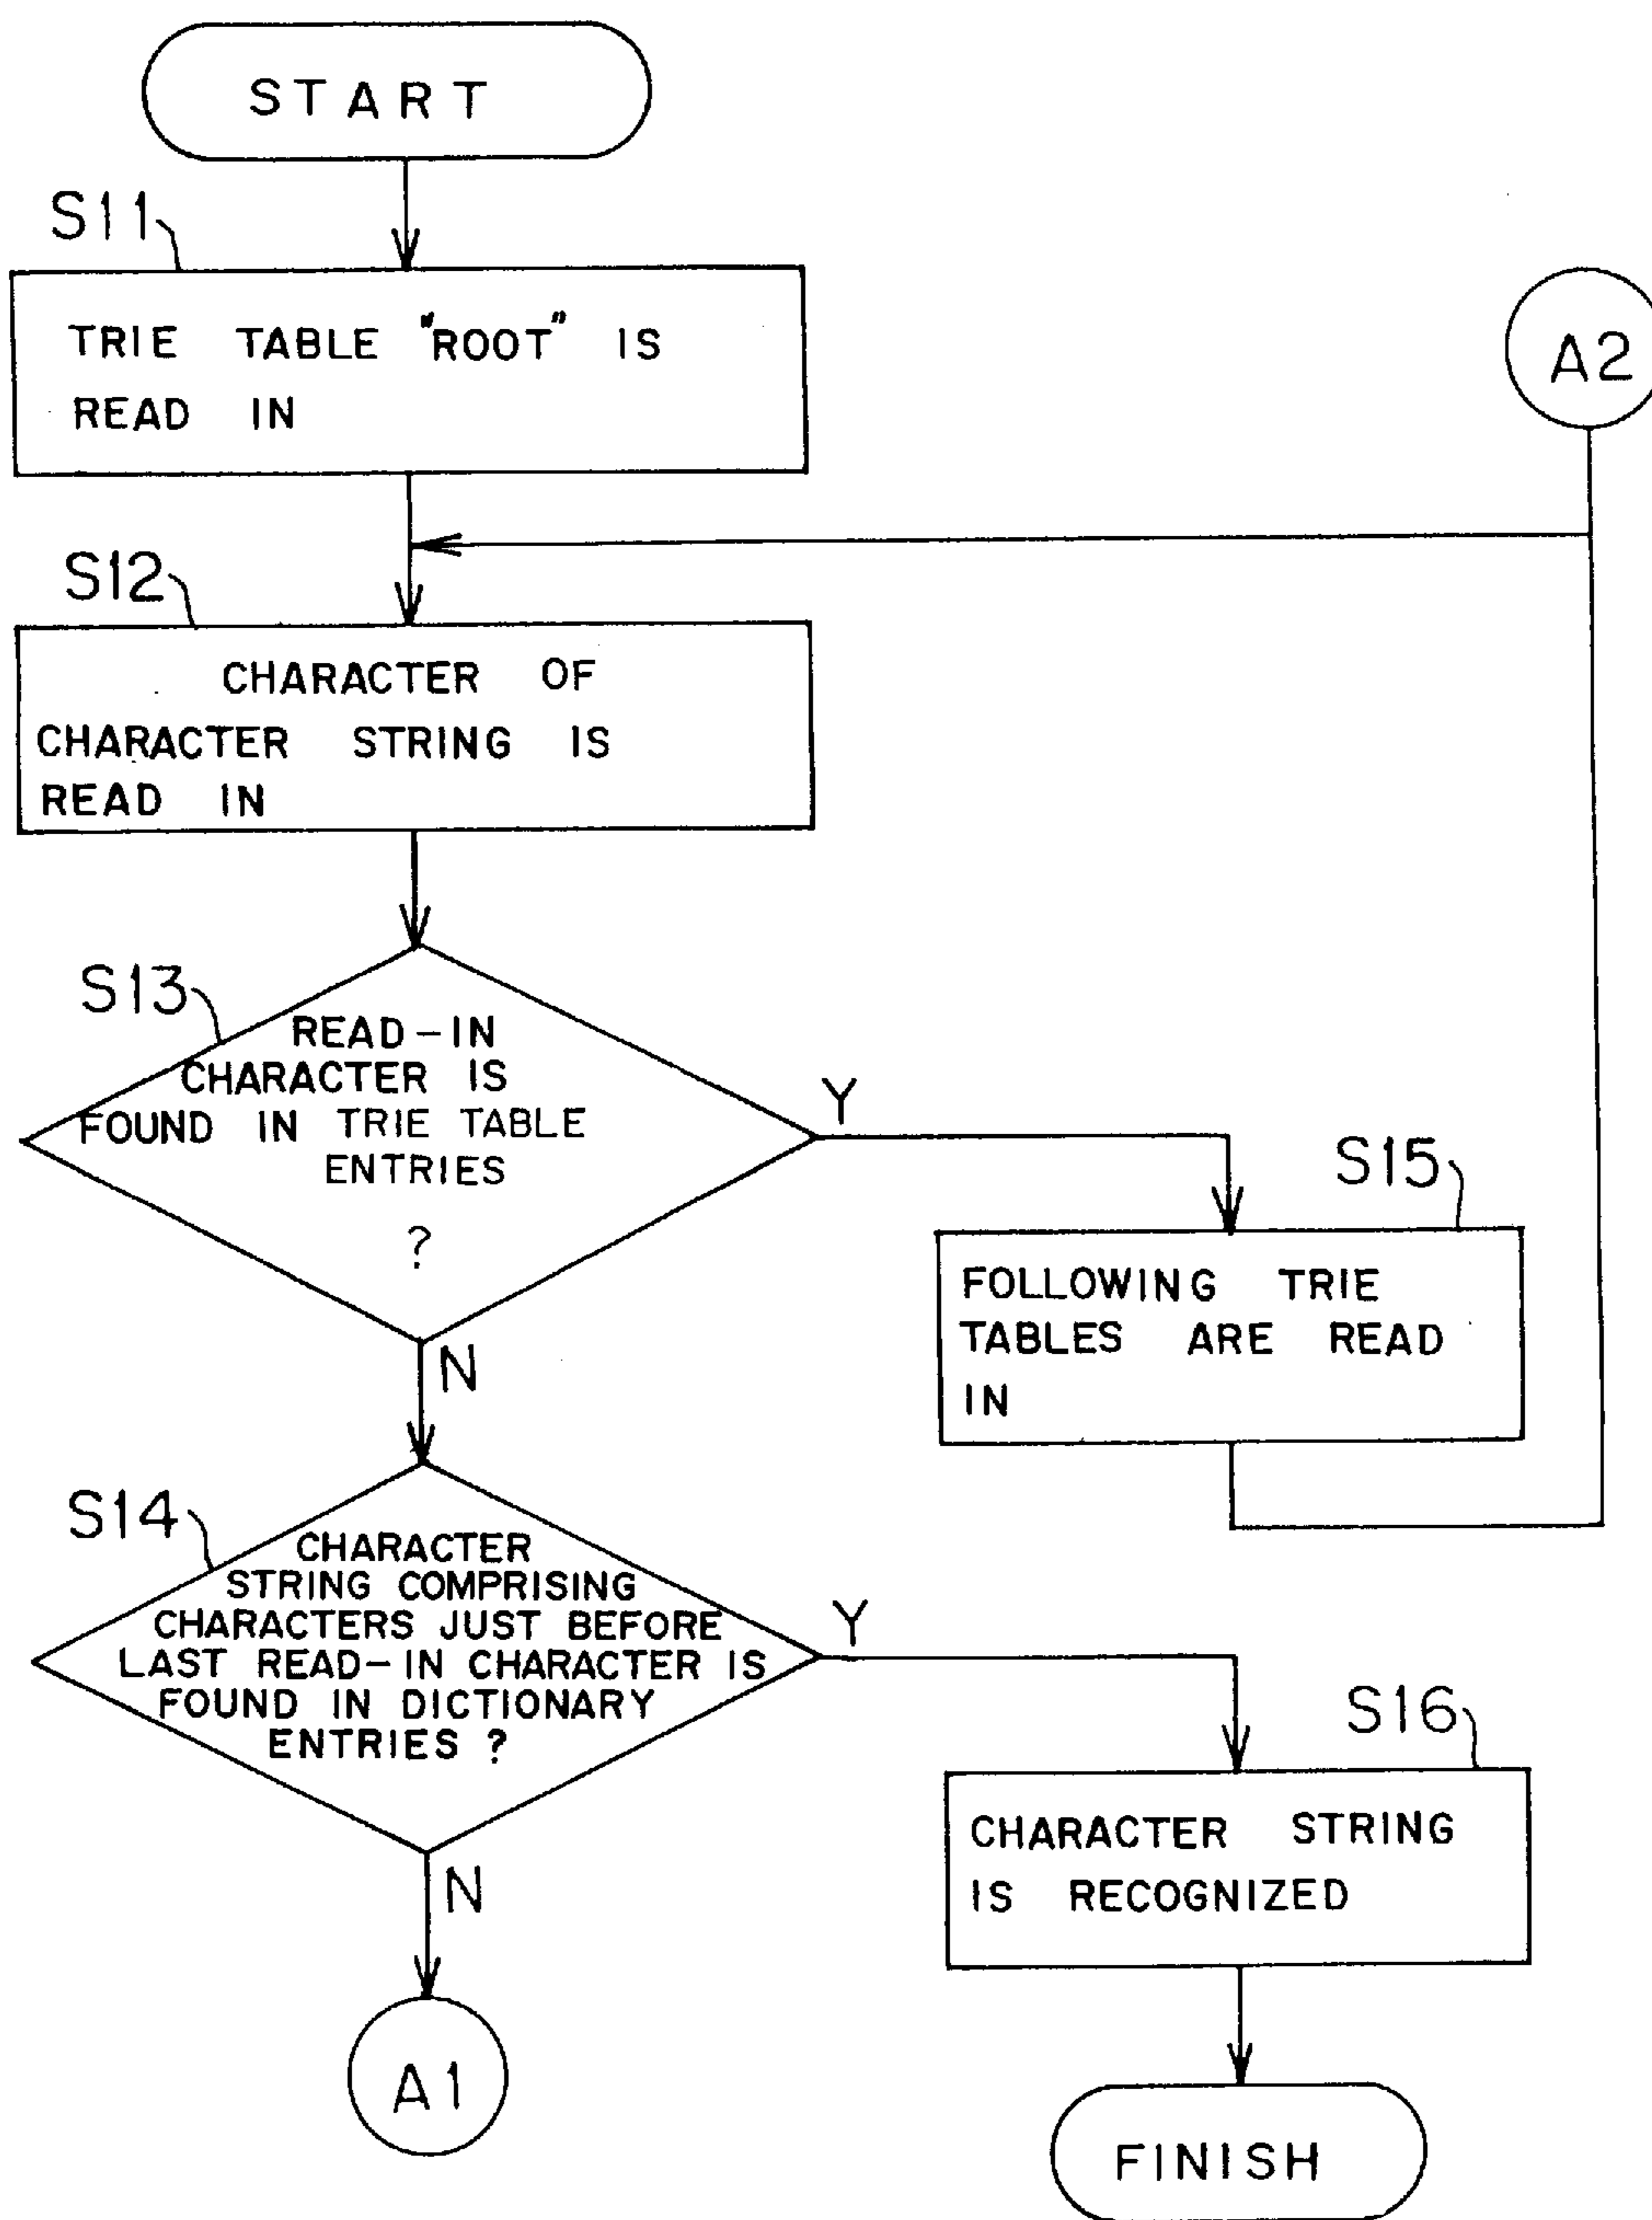 START
S11
TRIE TABLE "ROOT" IS
READ IN
A2
S12
CHARACTER OF
CHARACTER STRING IS
READ IN
S13
READ-IN
CHARACTER IS
FOUND IN TRIE TABLE
ENTRIES
?
Y
N
S15
FOLLOWING TRIE
TABLES ARE READ
IN
S14
CHARACTER
STRING COMPRISING
CHARACTERS JUST BEFORE
LAST READ-IN CHARACTER IS
FOUND IN DICTIONARY
ENTRIES ?
Y
N
S16
CHARACTER STRING
IS RECOGNIZED
A1
FINISH